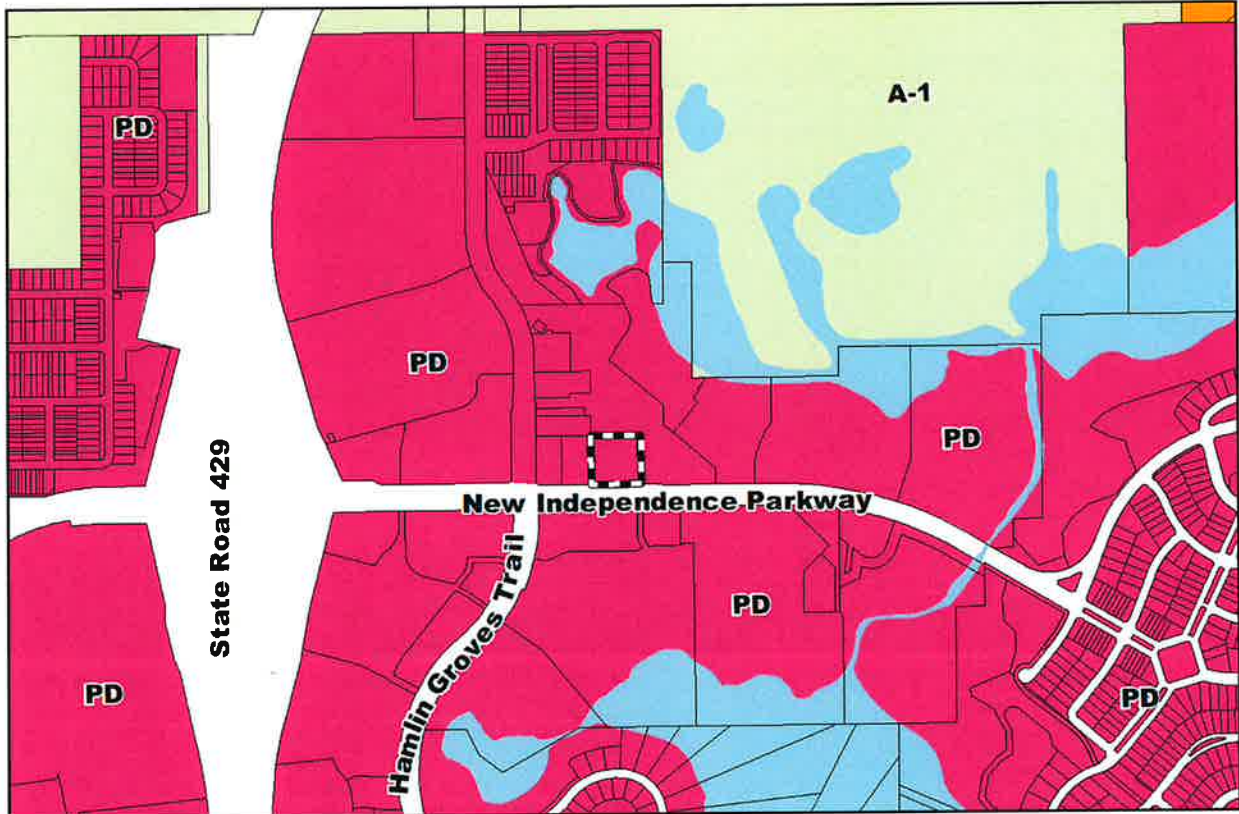 A-1
PD
PD
PD
New Independence Parkway
State Road 429
Hamlin Groves Trail
PD
PD
PD